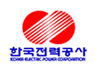 한국전력공사
KOREA ELECTRIC POWER CORPORATION